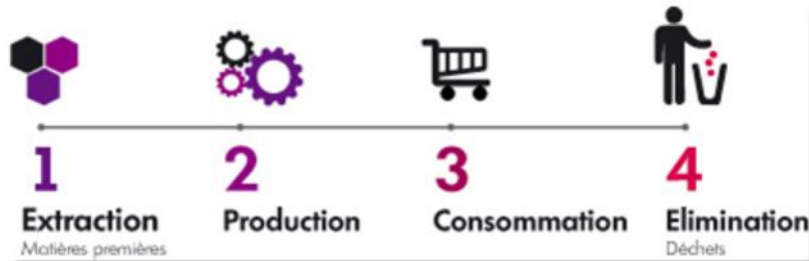 1 2 3 4
Extraction Production Consommation Elimination
Matières premières Déchets